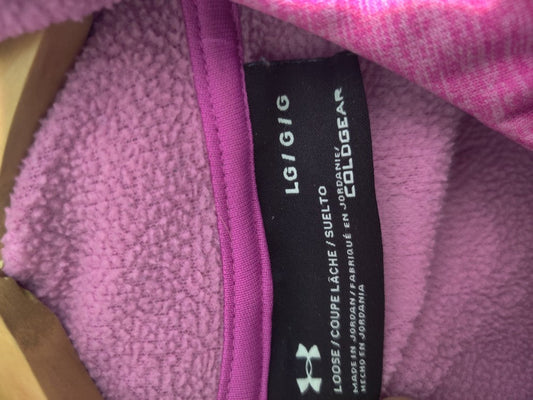 LG / G / G
LOOSE / COUPE LÂCHE / SUELTO
MADE IN JORDAN / FABRIQUÉ EN JORDANIE /
HECHO EN JORDANIA
COLDGEAR